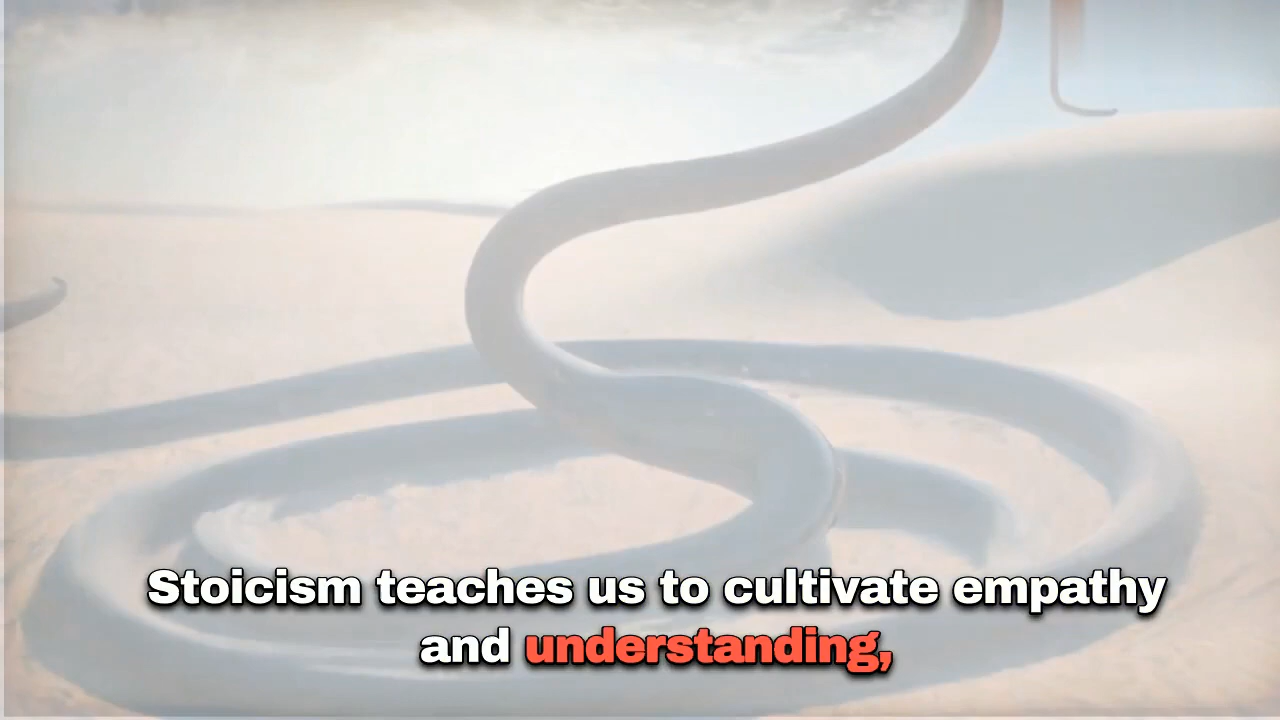 Stoicism teaches us to cultivate empathy
and understanding,